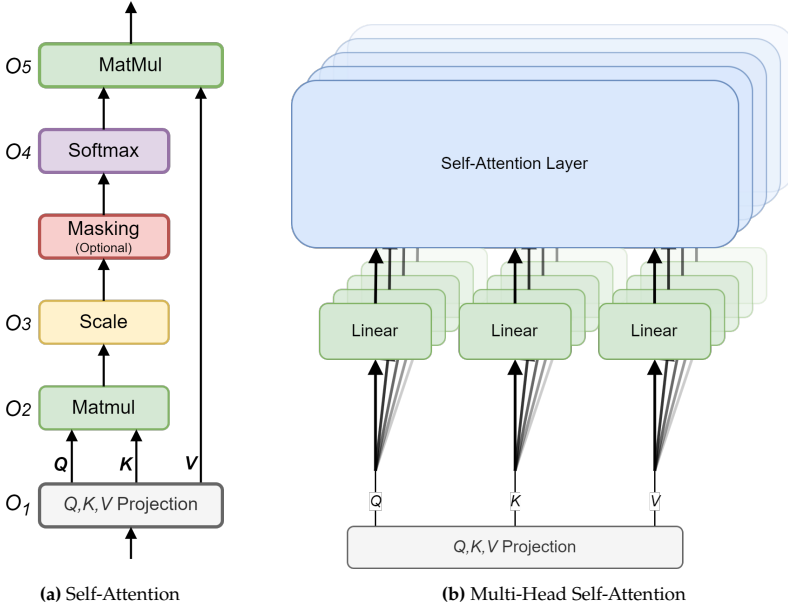 O5 MatMul
O4 Softmax
Masking
(Optional)
O3 Scale
O2 Matmul
Q K V
O1 Q,K,V Projection
(a) Self-Attention
Self-Attention Layer
Linear Linear Linear
Q K V
Q,K,V Projection
(b) Multi-Head Self-Attention